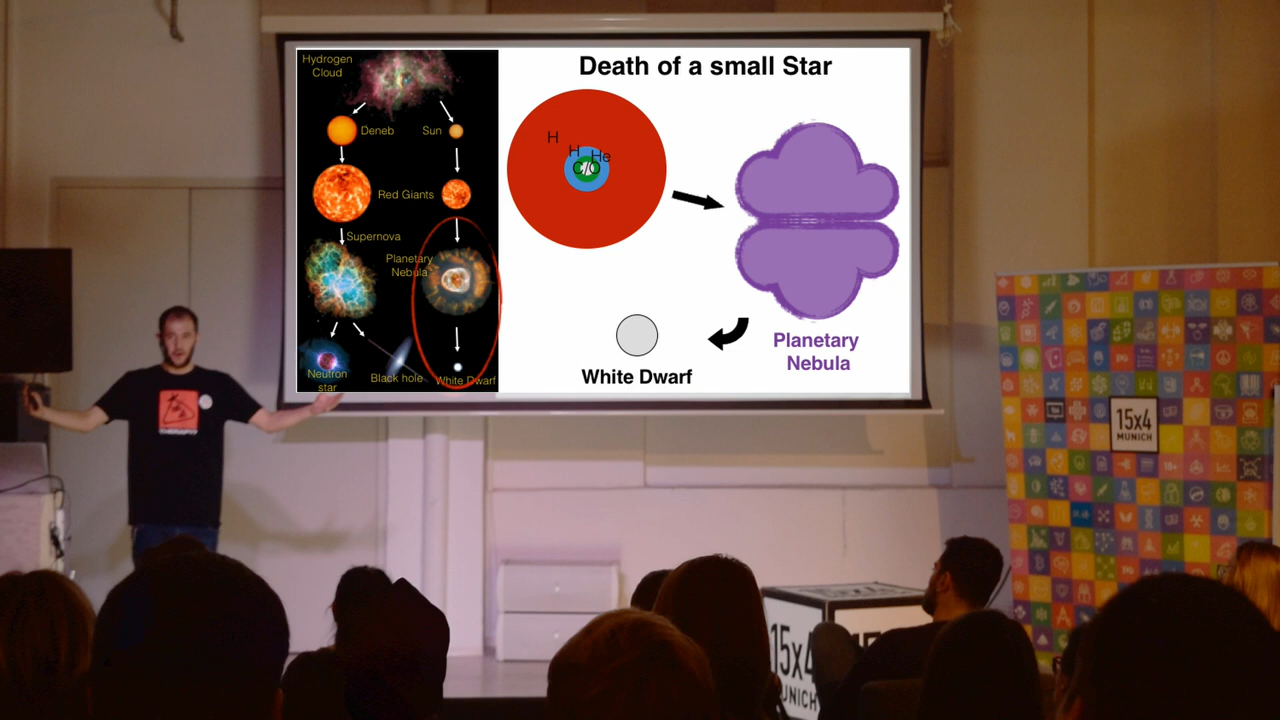 Hydrogen
Cloud
Deneb
Sun
Red Giants
Supernova
Planetary
Nebula
Neutron
star
Black hole
White Dwarf
Death of a small Star
H
H
He
C/O
Planetary
Nebula
White Dwarf
15x4
MUNICH
15x4
MUNICH